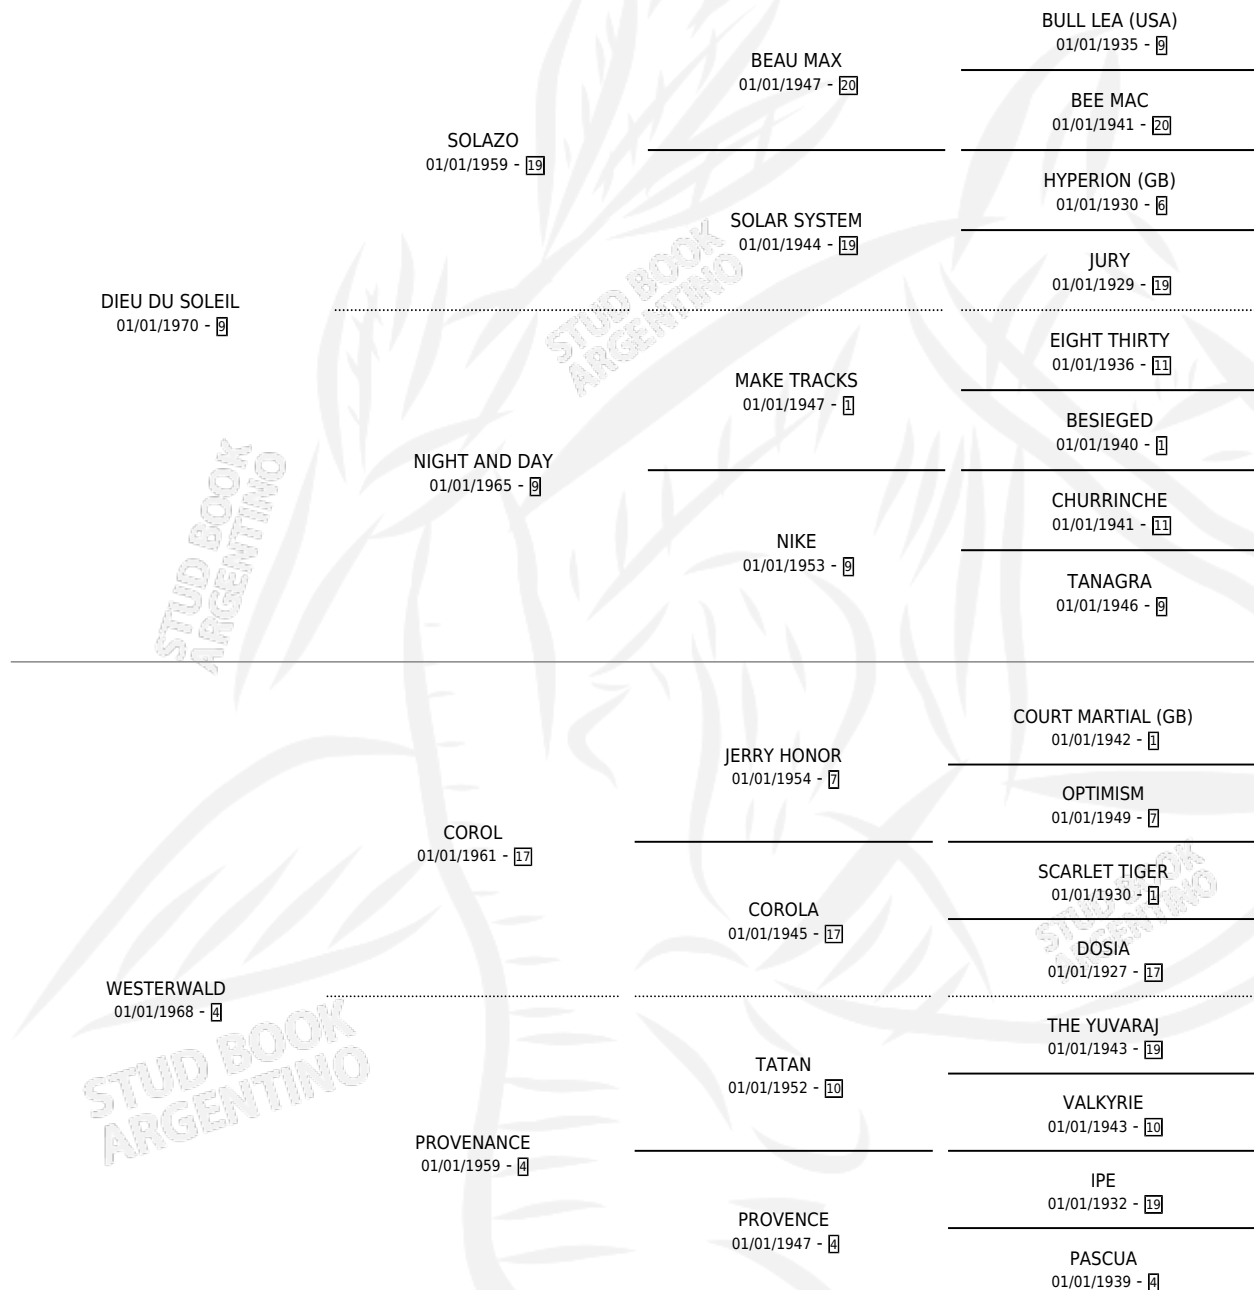 BULL LEA (USA)
01/01/1935 - 9
BEAU MAX
01/01/1947 - 20
BEE MAC
01/01/1941 - 20
SOLAZO
01/01/1959 - 19
HYPERION (GB)
01/01/1930 - 6
SOLAR SYSTEM
01/01/1944 - 19
JURY
01/01/1929 - 19
DIEU DU SOLEIL
01/01/1970 - 9
EIGHT THIRTY
01/01/1936 - 11
MAKE TRACKS
01/01/1947 - 1
BESIEGED
01/01/1940 - 1
NIGHT AND DAY
01/01/1965 - 9
CHURRINCHE
01/01/1941 - 11
NIKE
01/01/1953 - 9
TANAGRA
01/01/1946 - 9
COURT MARTIAL (GB)
01/01/1942 - 1
JERRY HONOR
01/01/1954 - 7
OPTIMISM
01/01/1949 - 7
COROL
01/01/1961 - 17
SCARLET TIGER
01/01/1930 - 1
COROLA
01/01/1945 - 17
DOSIA
01/01/1927 - 17
WESTERWALD
01/01/1968 - 4
THE YUVARAJ
01/01/1943 - 19
TATAN
01/01/1952 - 10
VALKYRIE
01/01/1943 - 10
PROVENANCE
01/01/1959 - 4
IPE
01/01/1932 - 19
PROVENCE
01/01/1947 - 4
PASCUA
01/01/1939 - 4
STUD BOOK
ARGENTINO
STUD BOOK
ARGENTINO
STUD BOOK
ARGENTINO
STUD BOOK
ARGENTINO